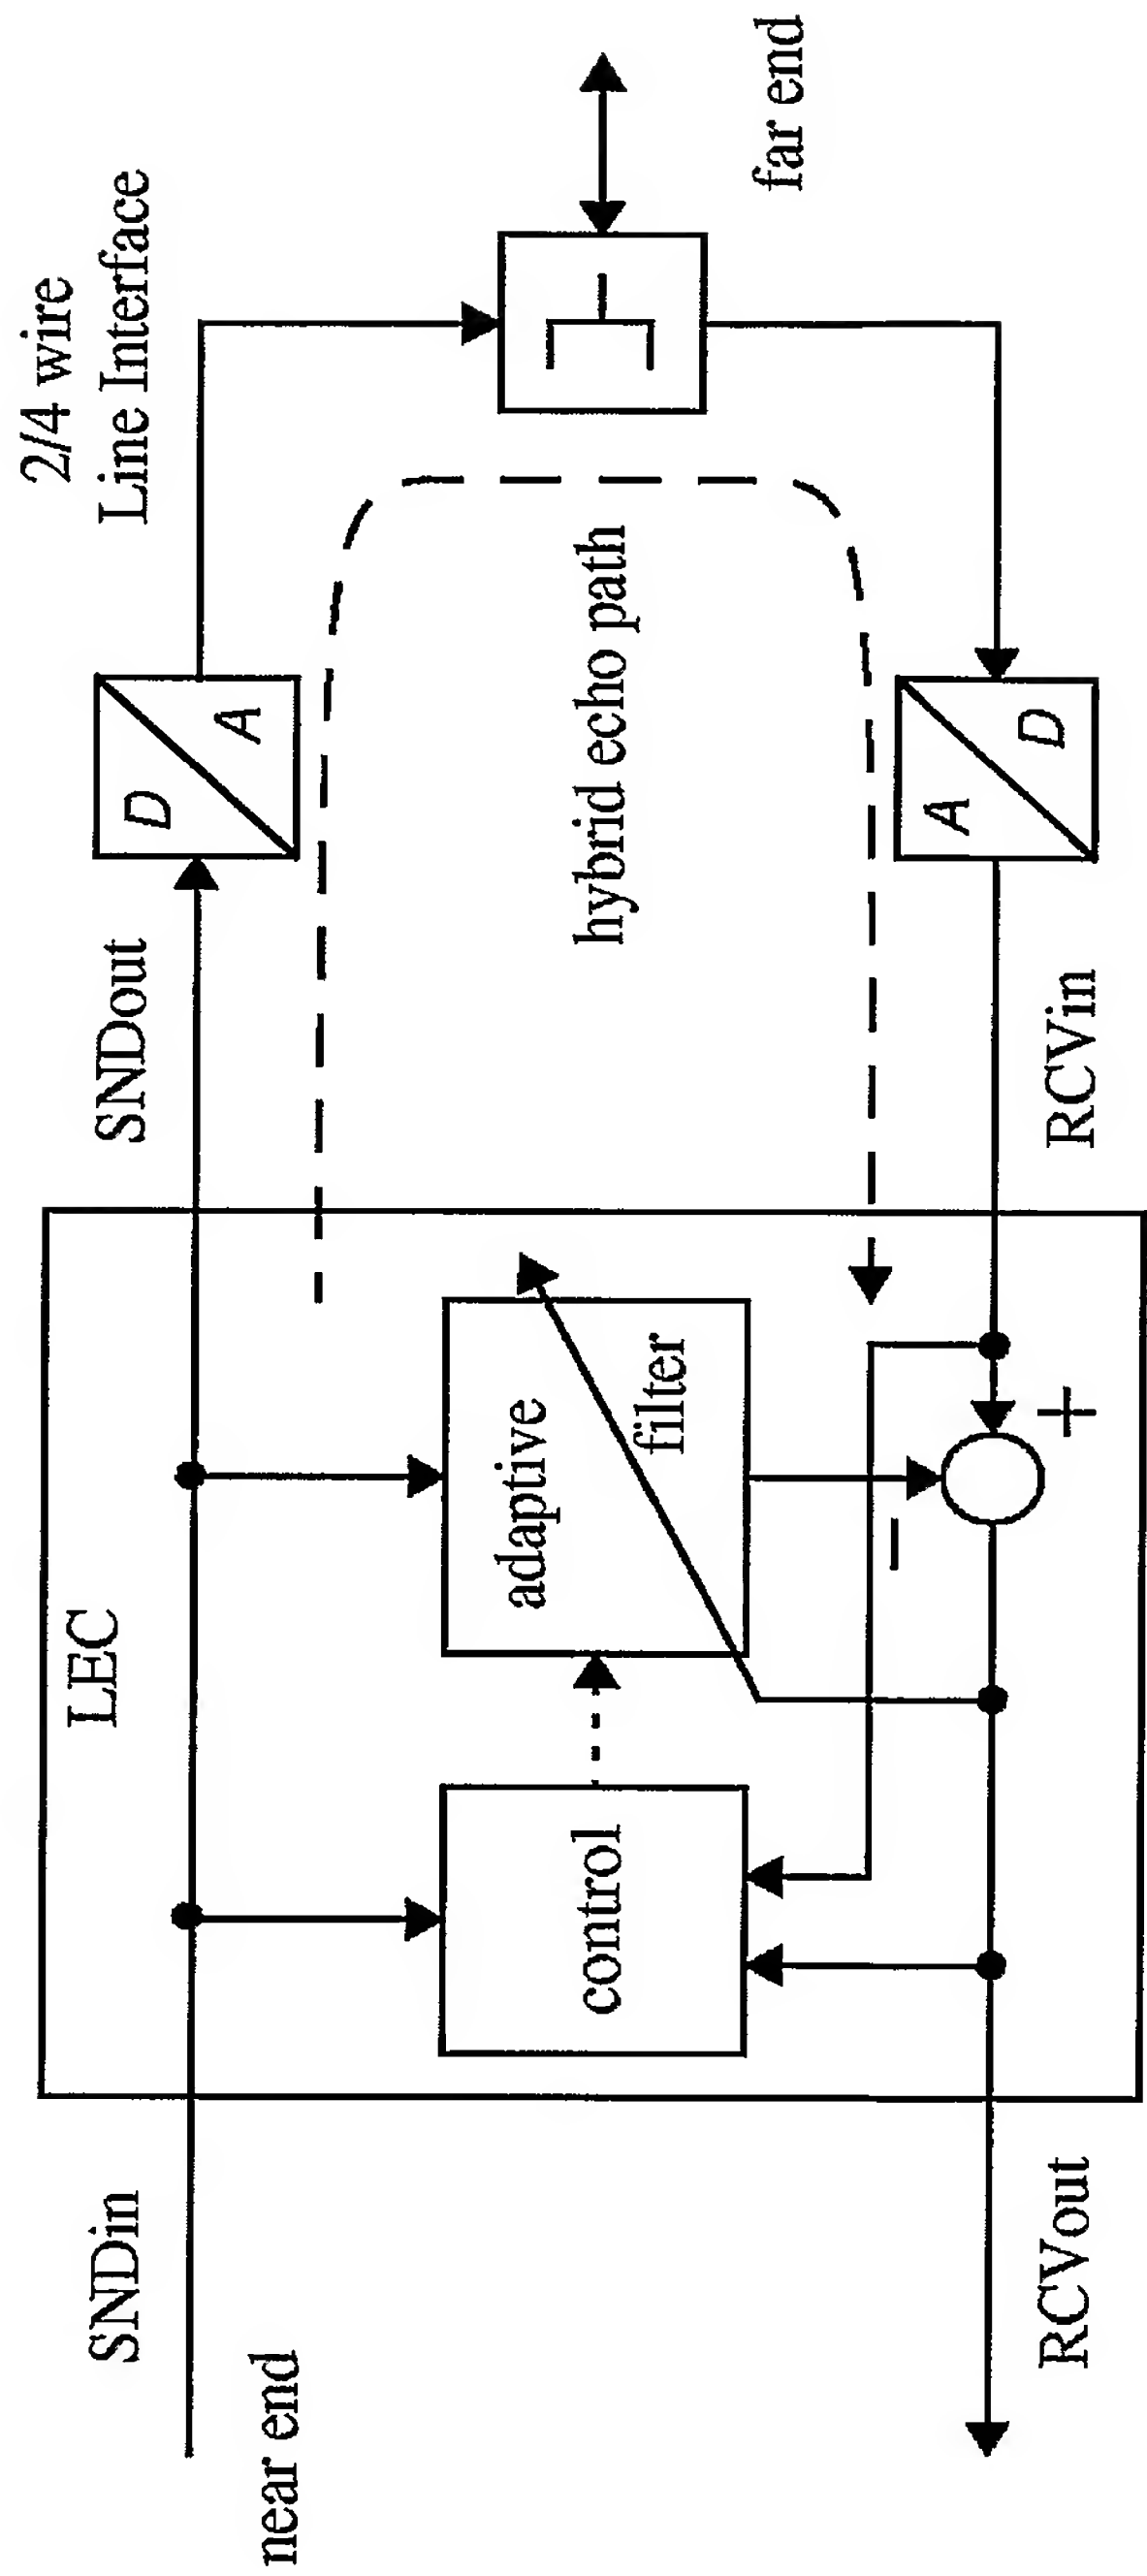 2/4 wire
Line Interface
LEC
SNDin
SNDout
D
A
near end
far end
control
adaptive
filter
hybrid echo path
−
+
A
D
RCVout
RCVin